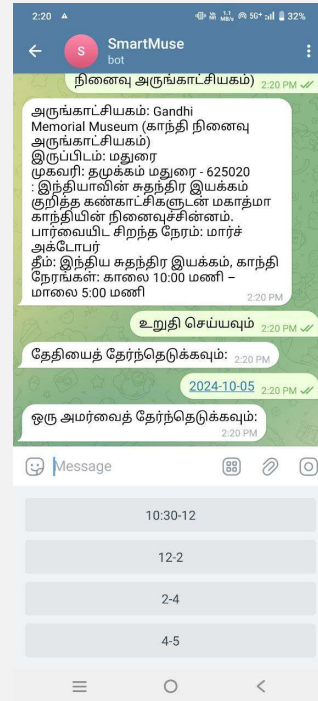 2:20
1.1 MB/s 5G+ 32%
S
SmartMuse
bot
நினைவு அருங்காட்சியகம்) 2:20 PM
அருங்காட்சியகம்: Gandhi
Memorial Museum (காந்தி நினைவு
அருங்காட்சியகம்)
இருப்பிடம்: மதுரை
முகவரி: தமுக்கம் மதுரை - 625020
: இந்தியாவின் சுதந்திர இயக்கம்
குறித்த கண்காட்சிகளுடன் மகாத்மா
காந்தியின் நினைவுச்சின்னம்.
பார்வையிட சிறந்த நேரம்: மார்ச்
அக்டோபர்
தீம்: இந்திய சுதந்திர இயக்கம், காந்தி
நேரங்கள்: காலை 10:00 மணி –
மாலை 5:00 மணி
2:20 PM
உறுதி செய்யவும் 2:20 PM
தேதியைத் தேர்ந்தெடுக்கவும்: 2:20 PM
2024-10-05 2:20 PM
ஒரு அமர்வைத் தேர்ந்தெடுக்கவும்:
2:20 PM
Message
10:30-12
12-2
2-4
4-5